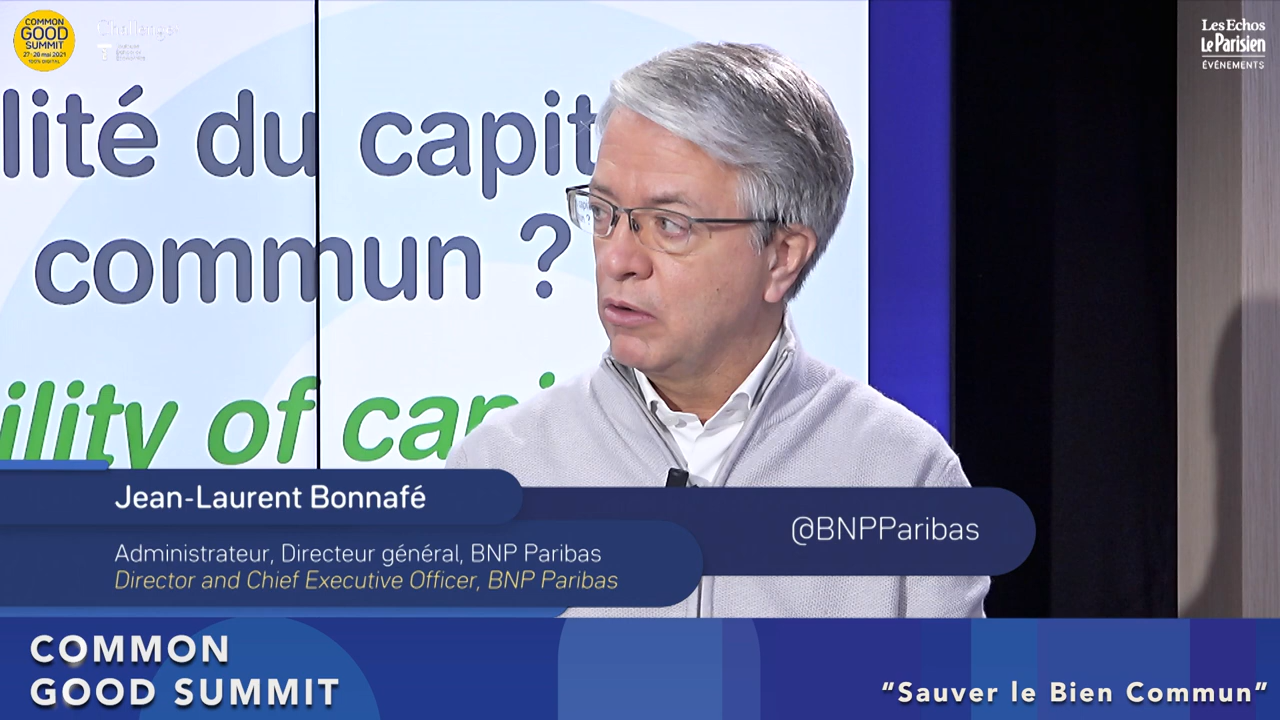 COMMON
GOOD
SUMMIT
27-28 mai 2021
100% DIGITAL
Challenges
Les Echos
Le Parisien
ÉVÉNEMENTS
lité du capit
commun ?
ility of capi
Jean-Laurent Bonnafé
@BNPParibas
Administrateur, Directeur général, BNP Paribas
Director and Chief Executive Officer, BNP Paribas
COMMON
GOOD SUMMIT
“Sauver le Bien Commun”